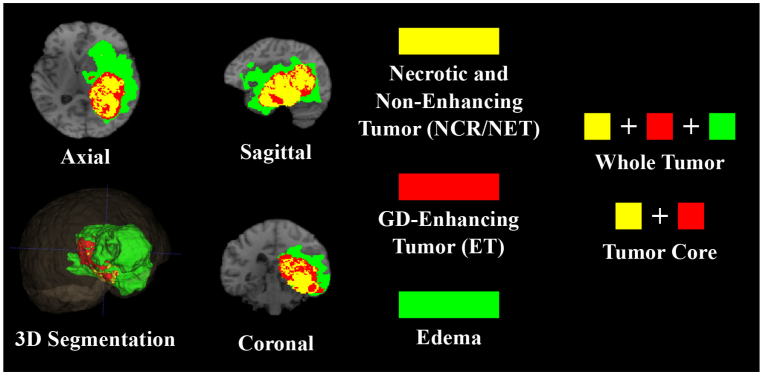 Axial
Sagittal
3D Segmentation
Coronal
Necrotic and
Non-Enhancing
Tumor (NCR/NET)
GD-Enhancing
Tumor (ET)
Edema
+ +
Whole Tumor
+
Tumor Core